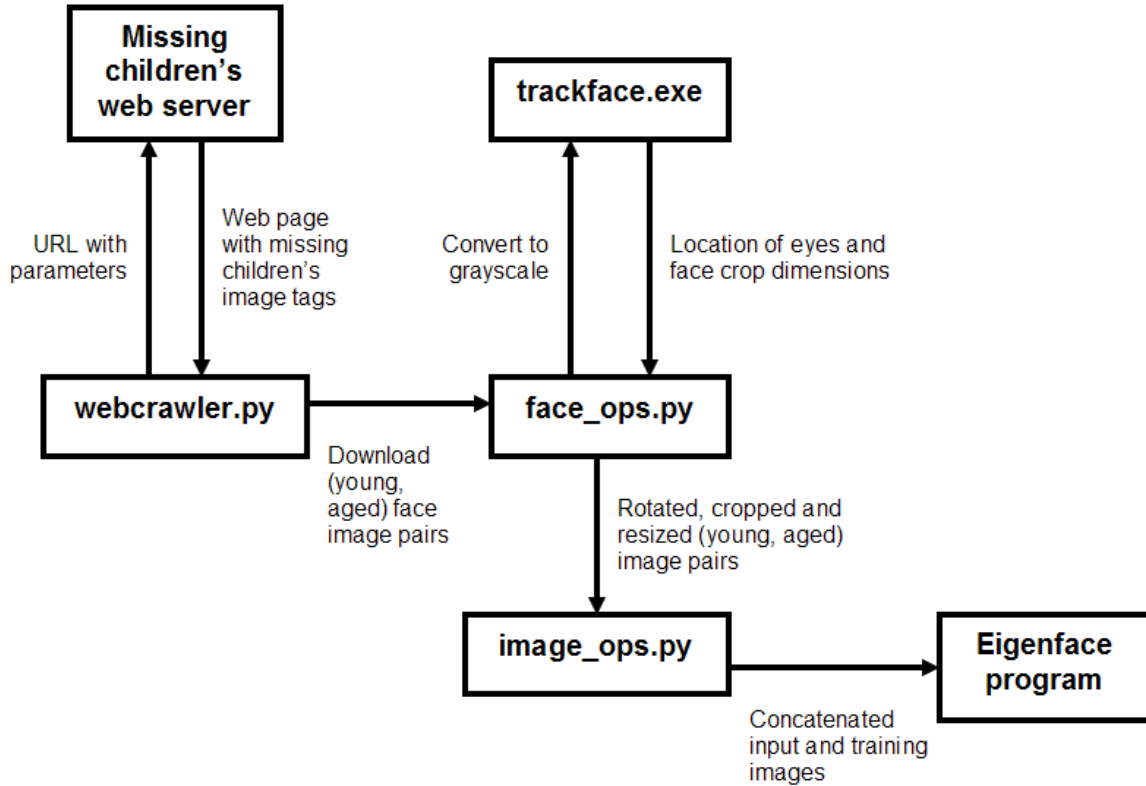 Missing
children's
web server
trackface.exe
URL with
parameters
Web page
with missing
children's
image tags
Convert to
grayscale
Location of eyes and
face crop dimensions
webcrawler.py
face_ops.py
Download
(young,
aged) face
image pairs
Rotated, cropped and
resized (young, aged)
image pairs
image_ops.py
Eigenface
program
Concatenated
input and training
images